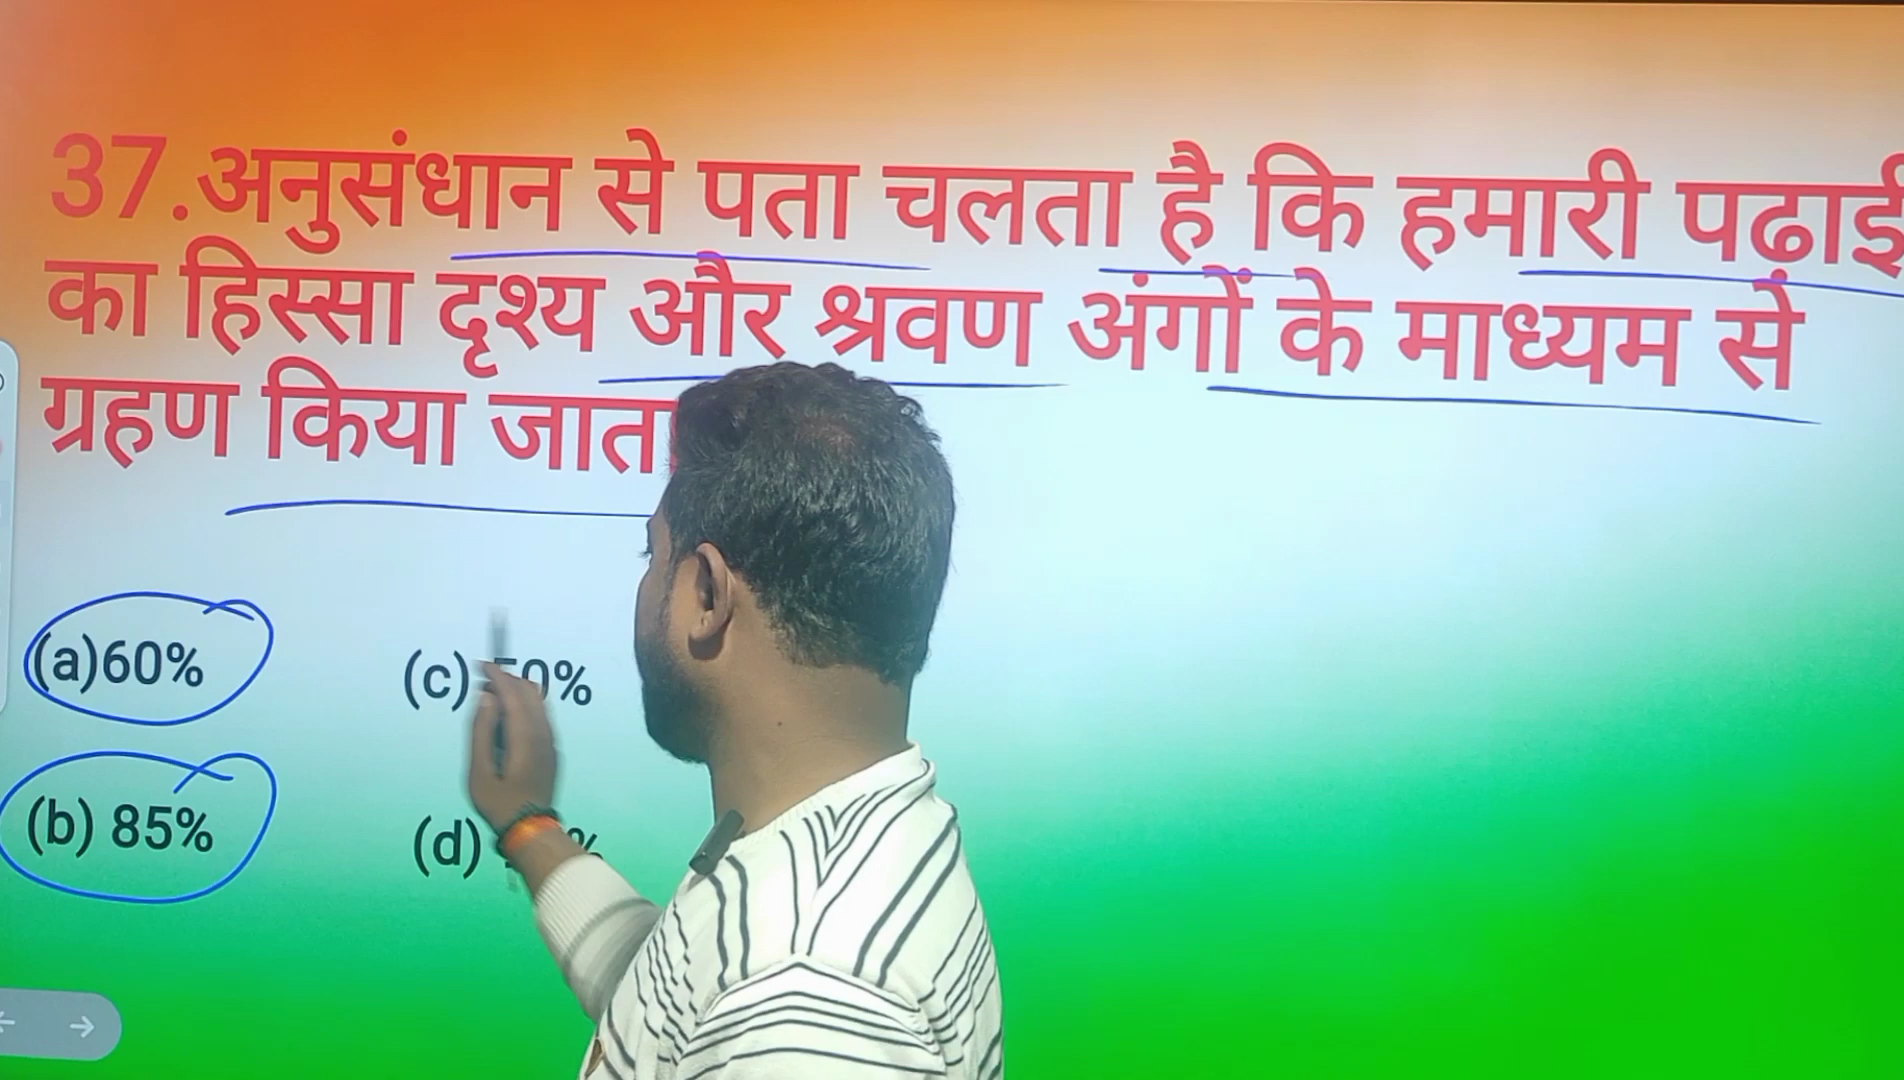 37.अनुसंधान से पता चलता है कि हमारी पढाई
का हिस्सा दृश्य और श्रवण अंगों के माध्यम से
ग्रहण किया
(a)60%
(c)
(b) 85%
(d)